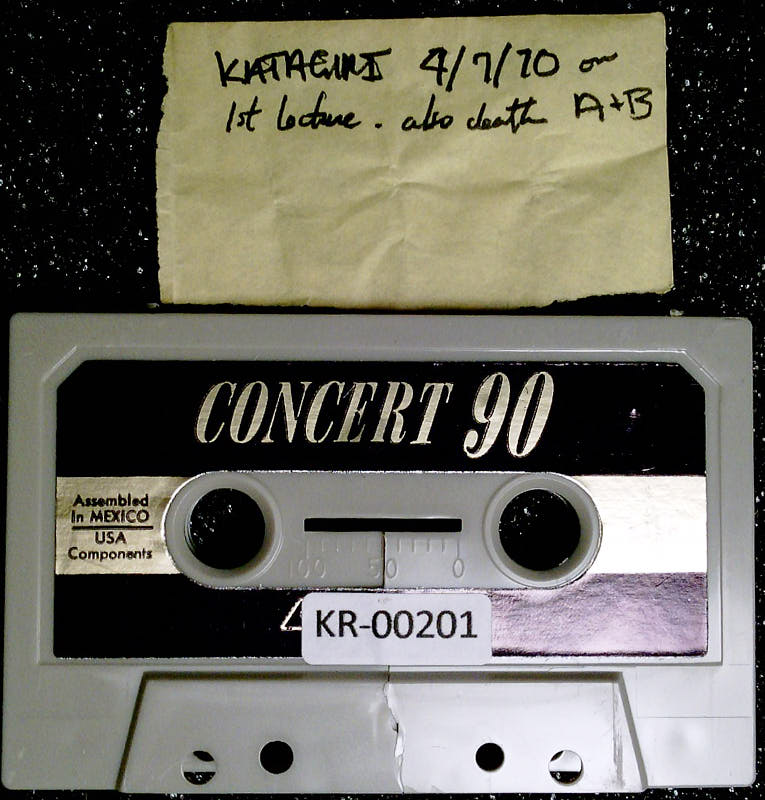 KATAGIRI 4/7/70 on
1st lecture. also death A+B
CONCERT 90
Assembled
In MEXICO
USA
Components
100 50 0
KR-00201